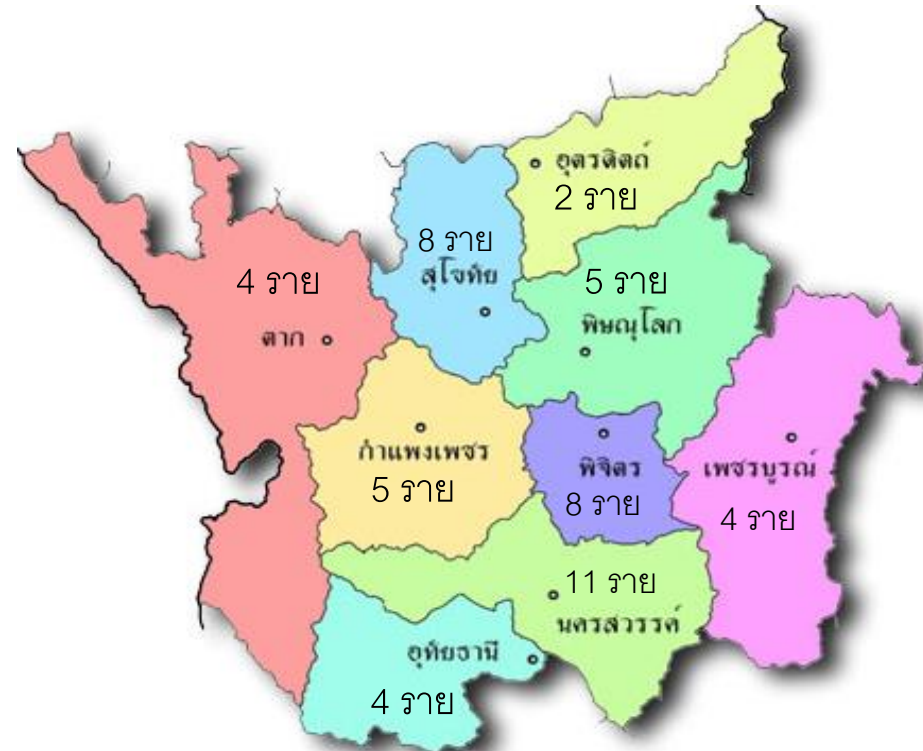 อุตรดิตถ์
2 ราย
8 ราย
สุโขทัย
4 ราย
ตาก
5 ราย
พิษณุโลก
กำแพงเพชร
5 ราย
พิจิตร
8 ราย
เพชรบูรณ์
4 ราย
11 ราย
นครสวรรค์
อุทัยธานี
4 ราย